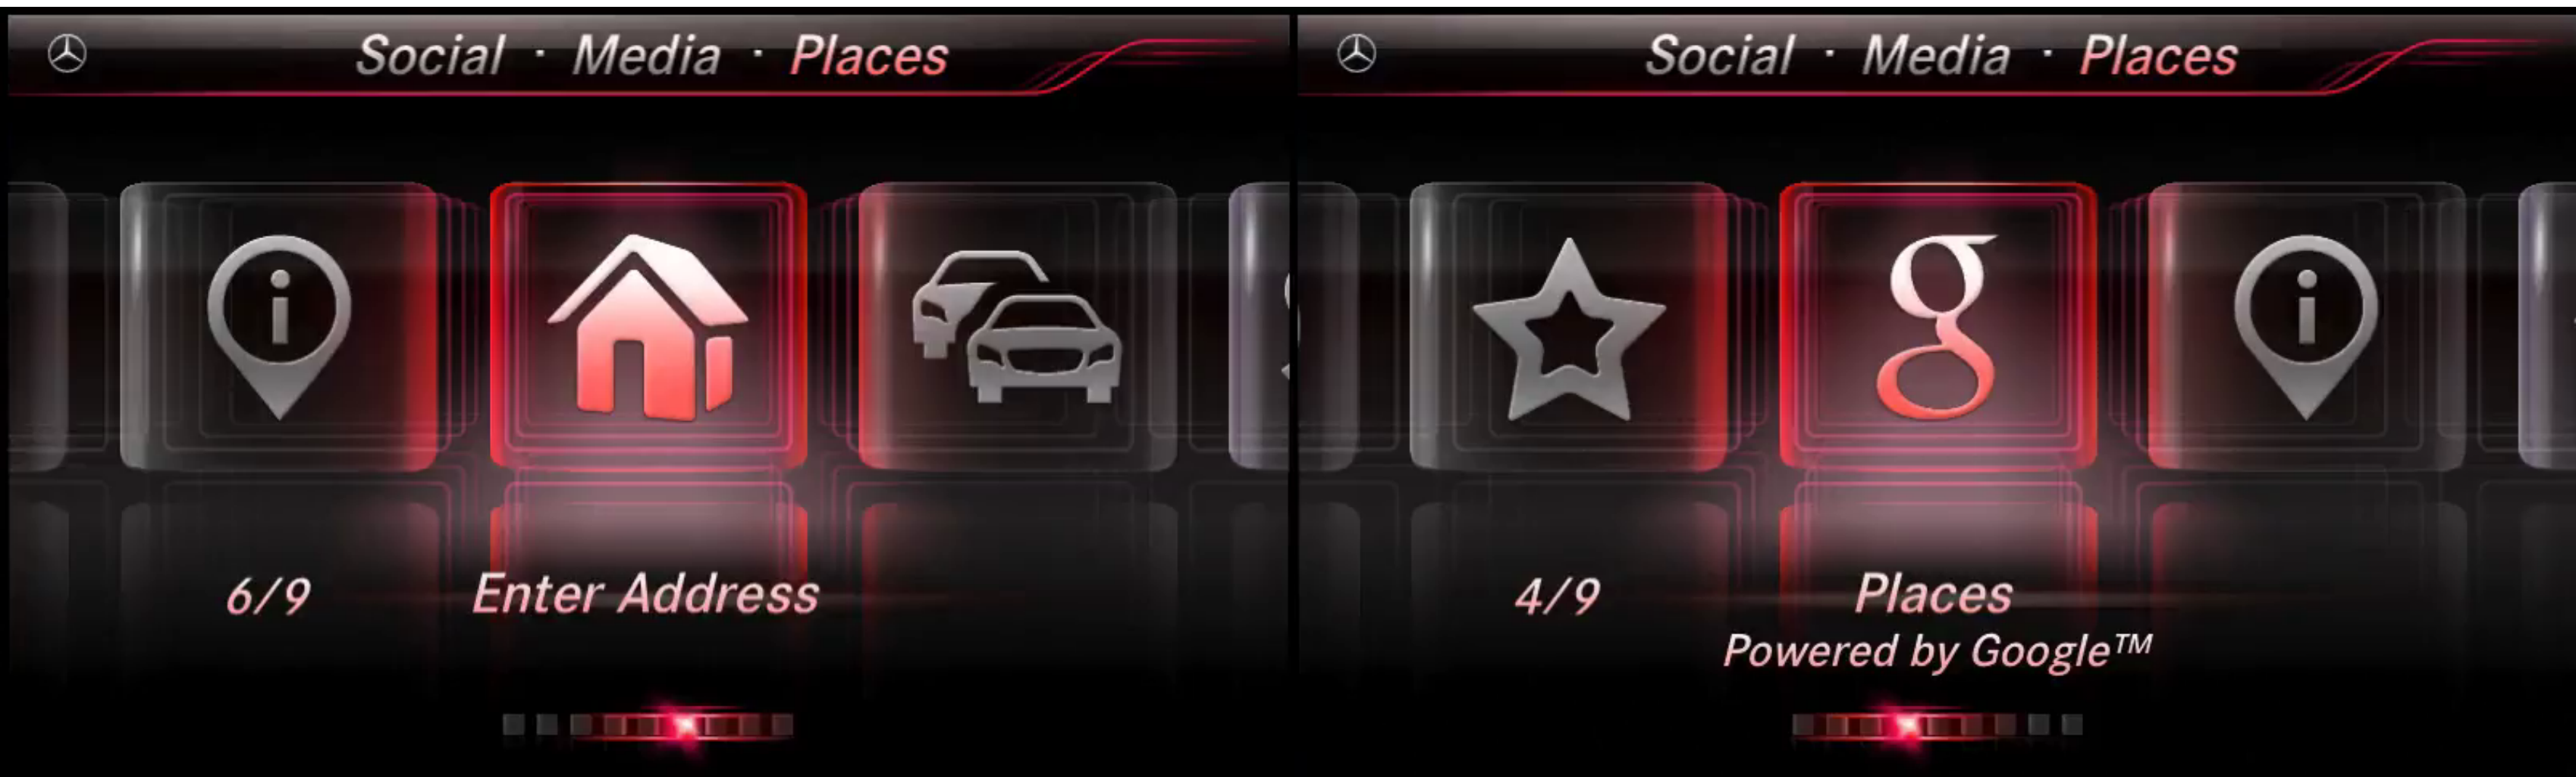 Social · Media · Places
6/9 Enter Address
Social · Media · Places
g
4/9 Places
Powered by Google™